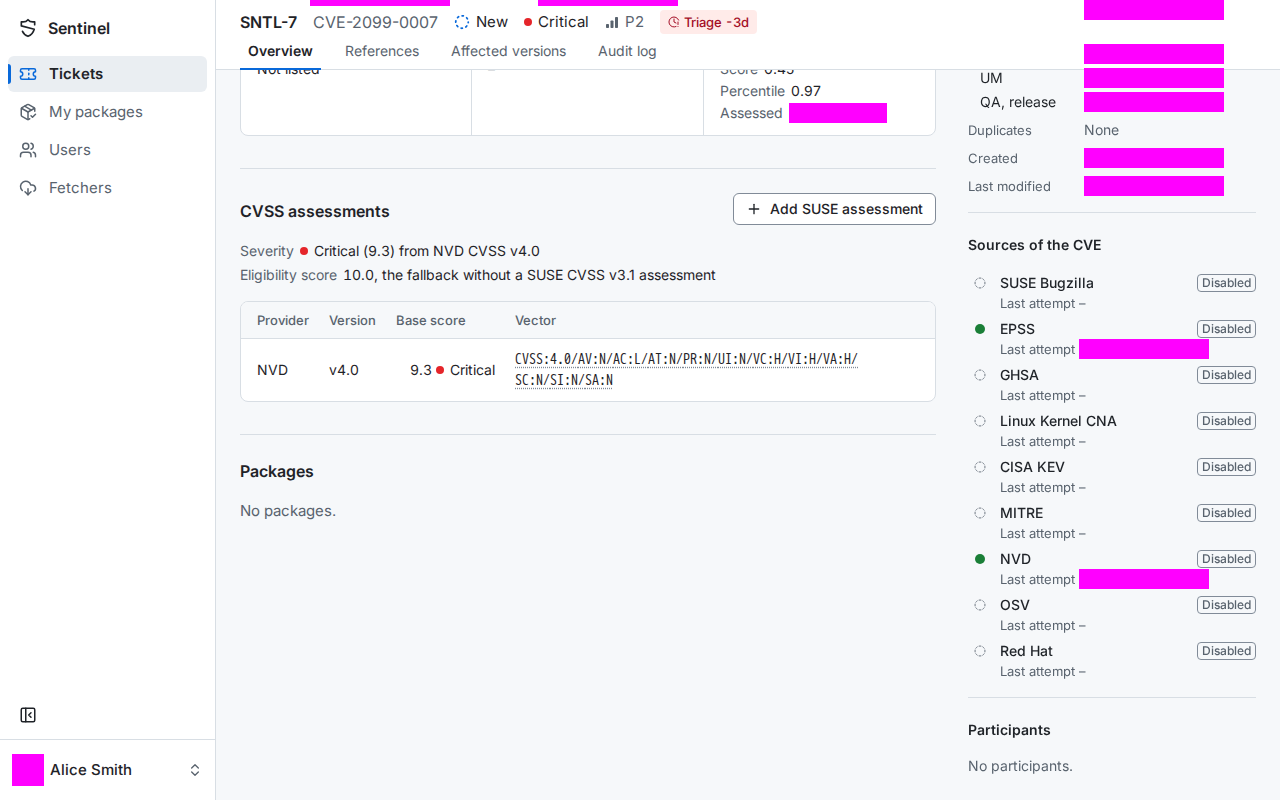 Sentinel
Tickets
My packages
Users
Fetchers
Alice Smith
SNTL-7 CVE-2099-0007 New Critical P2 Triage -3d
Overview References Affected versions Audit log
Not listed
Score 0.45
Percentile 0.97
Assessed
CVSS assessments
Add SUSE assessment
Severity Critical (9.3) from NVD CVSS v4.0
Eligibility score 10.0, the fallback without a SUSE CVSS v3.1 assessment
Provider Version Base score Vector
NVD v4.0 9.3 Critical CVSS:4.0/AV:N/AC:L/AT:N/PR:N/UI:N/VC:H/VI:H/VA:H/
SC:N/SI:N/SA:N
Packages
No packages.
UM
QA, release
Duplicates None
Created
Last modified
Sources of the CVE
SUSE Bugzilla Disabled
Last attempt –
EPSS Disabled
Last attempt
GHSA Disabled
Last attempt –
Linux Kernel CNA Disabled
Last attempt –
CISA KEV Disabled
Last attempt –
MITRE Disabled
Last attempt –
NVD Disabled
Last attempt
OSV Disabled
Last attempt –
Red Hat Disabled
Last attempt –
Participants
No participants.